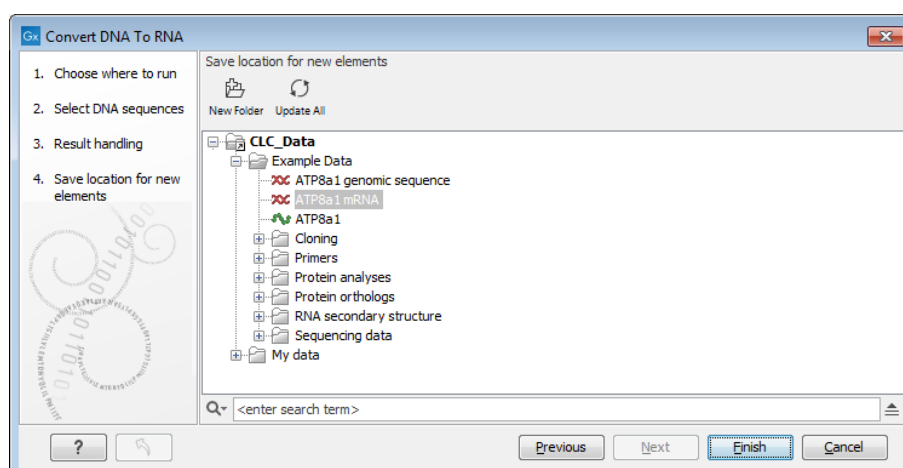 Gx Convert DNA To RNA
1. Choose where to run
2. Select DNA sequences
3. Result handling
4. Save location for new
elements
Save location for new elements
New Folder Update All
CLC_Data
Example Data
ATP8a1 genomic sequence
ATP8a1 mRNA
ATP8a1
Cloning
Primers
Protein analyses
Protein orthologs
RNA secondary structure
Sequencing data
My data
<enter search term>
? Previous Next Finish Cancel